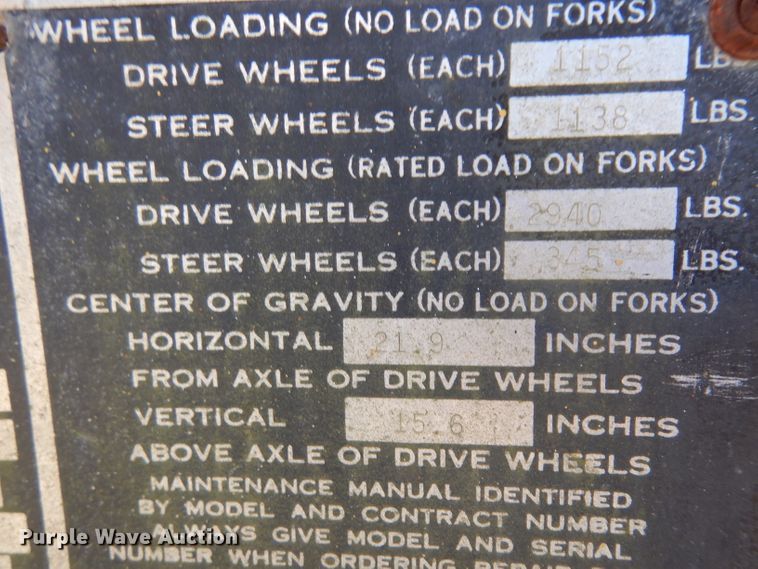 WHEEL LOADING (NO LOAD ON FORKS)
DRIVE WHEELS (EACH) 1152 LBS.
STEER WHEELS (EACH) 1138 LBS.
WHEEL LOADING (RATED LOAD ON FORKS)
DRIVE WHEELS (EACH) 2940 LBS.
STEER WHEELS (EACH) 345 LBS.
CENTER OF GRAVITY (NO LOAD ON FORKS)
HORIZONTAL 21.9 INCHES
FROM AXLE OF DRIVE WHEELS
VERTICAL 15.6 INCHES
ABOVE AXLE OF DRIVE WHEELS
MAINTENANCE MANUAL IDENTIFIED
BY MODEL AND CONTRACT NUMBER
ALWAYS GIVE MODEL AND SERIAL
NUMBER WHEN ORDERING REPAIR
Purple Wave Auction